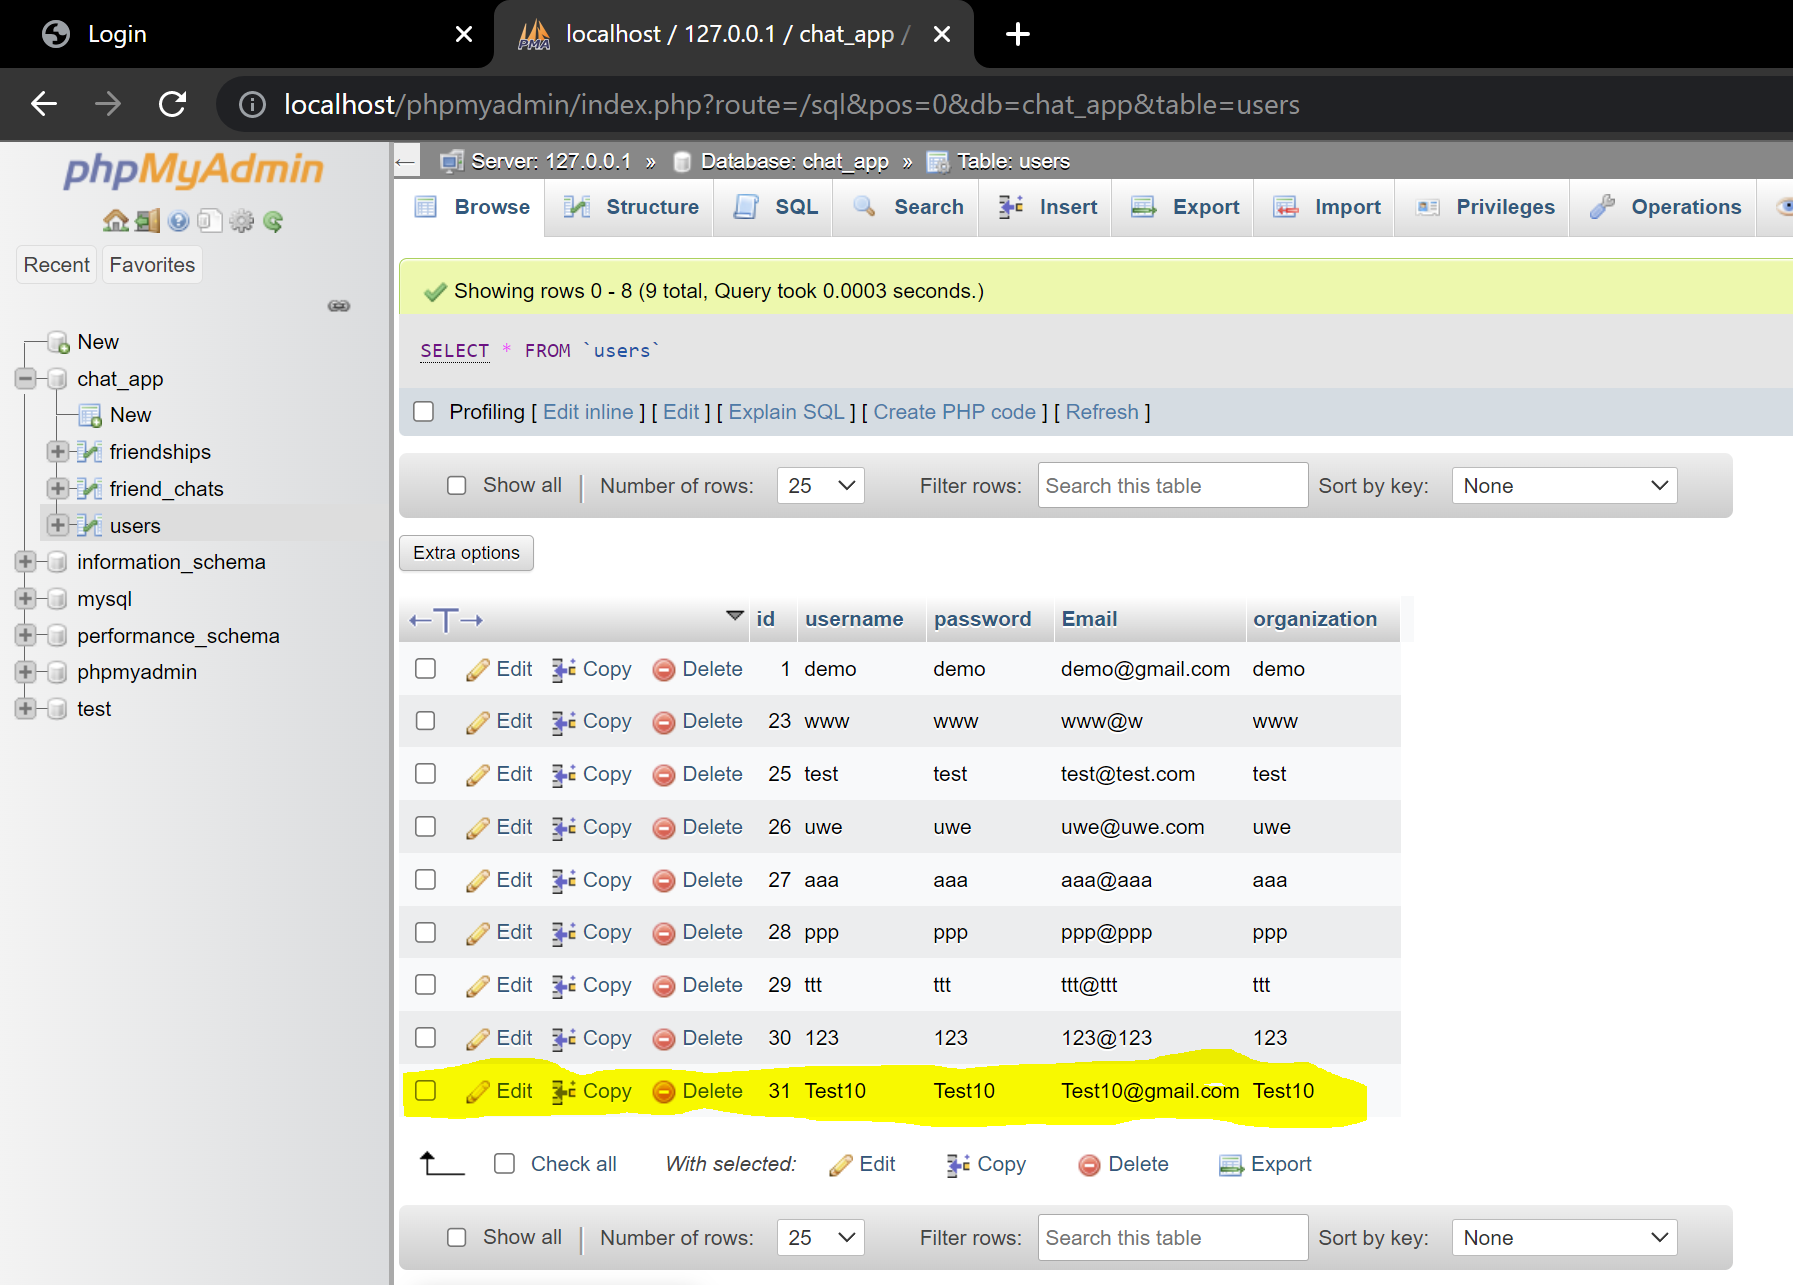 Login
localhost / 127.0.0.1 / chat_app /
localhost/phpmyadmin/index.php?route=/sql&pos=0&db=chat_app&table=users
phpMyAdmin
Recent Favorites
New
chat_app
New
friendships
friend_chats
users
information_schema
mysql
performance_schema
phpmyadmin
test
Server: 127.0.0.1 » Database: chat_app » Table: users
Browse Structure SQL Search Insert Export Import Privileges Operations
Showing rows 0 - 8 (9 total, Query took 0.0003 seconds.)
SELECT * FROM `users`
Profiling [ Edit inline ] [ Edit ] [ Explain SQL ] [ Create PHP code ] [ Refresh ]
Show all | Number of rows: 25 Filter rows: Search this table Sort by key: None
Extra options
←T→ id username password Email organization
Edit Copy Delete 1 demo demo demo@gmail.com demo
Edit Copy Delete 23 www www www@w www
Edit Copy Delete 25 test test test@test.com test
Edit Copy Delete 26 uwe uwe uwe@uwe.com uwe
Edit Copy Delete 27 aaa aaa aaa@aaa aaa
Edit Copy Delete 28 ppp ppp ppp@ppp ppp
Edit Copy Delete 29 ttt ttt ttt@ttt ttt
Edit Copy Delete 30 123 123 123@123 123
Edit Copy Delete 31 Test10 Test10 Test10@gmail.com Test10
Check all With selected: Edit Copy Delete Export
Show all | Number of rows: 25 Filter rows: Search this table Sort by key: None